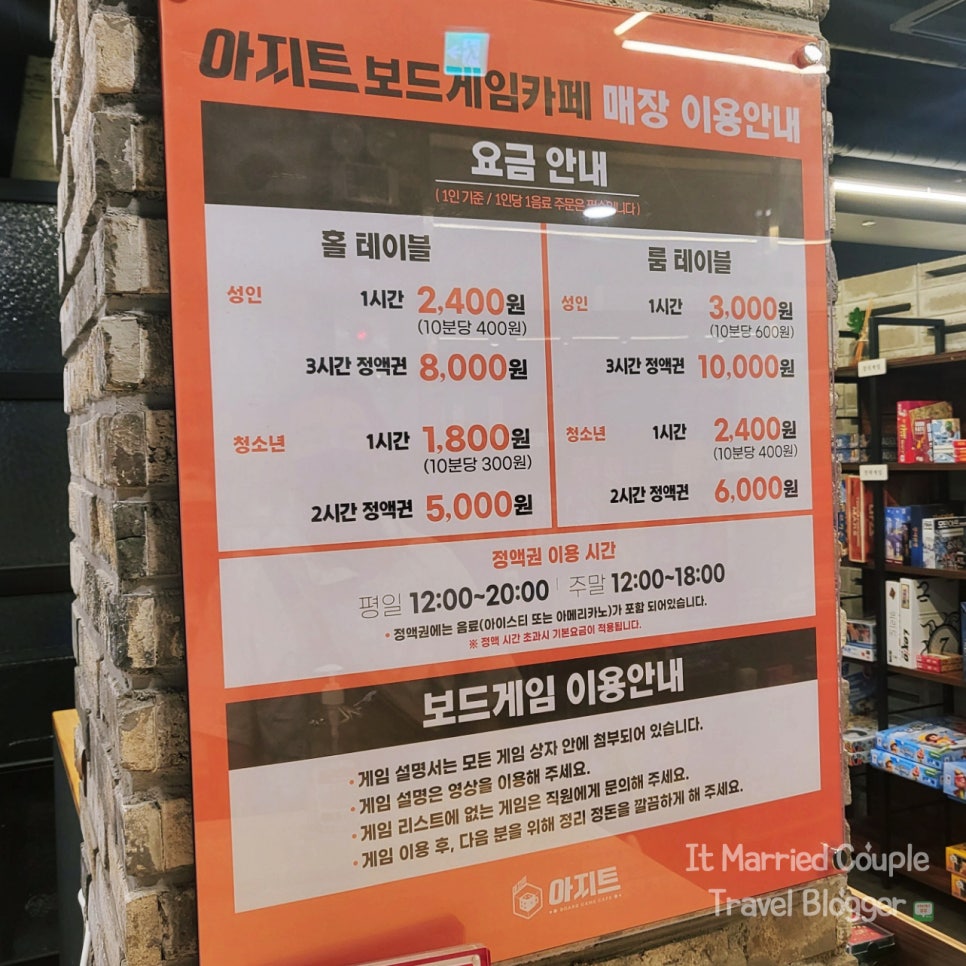 아지트 보드게임카페 매장 이용안내
요금 안내
( 1인 기준 / 1인당 1음료 주문은 필수입니다 )
홀 테이블
성인 1시간 2,400원
(10분당 400원)
3시간 정액권 8,000원
청소년 1시간 1,800원
(10분당 300원)
2시간 정액권 5,000원
룸 테이블
성인 1시간 3,000원
(10분당 600원)
3시간 정액권 10,000원
청소년 1시간 2,400원
(10분당 400원)
2시간 정액권 6,000원
정액권 이용 시간
평일 12:00~20:00 | 주말 12:00~18:00
• 정액권에는 음료(아이스티 또는 아메리카노)가 포함 되어있습니다.
※ 정액 시간 초과시 기본요금이 적용됩니다.
보드게임 이용안내
• 게임 설명서는 모든 게임 상자 안에 첨부되어 있습니다.
• 게임 설명은 영상을 이용해 주세요.
• 게임 리스트에 없는 게임은 직원에게 문의해 주세요.
• 게임 이용 후, 다음 분을 위해 정리 정돈을 깔끔하게 해 주세요.
아지트
BOARD GAME CAFE
It Married Couple
Travel Blogger